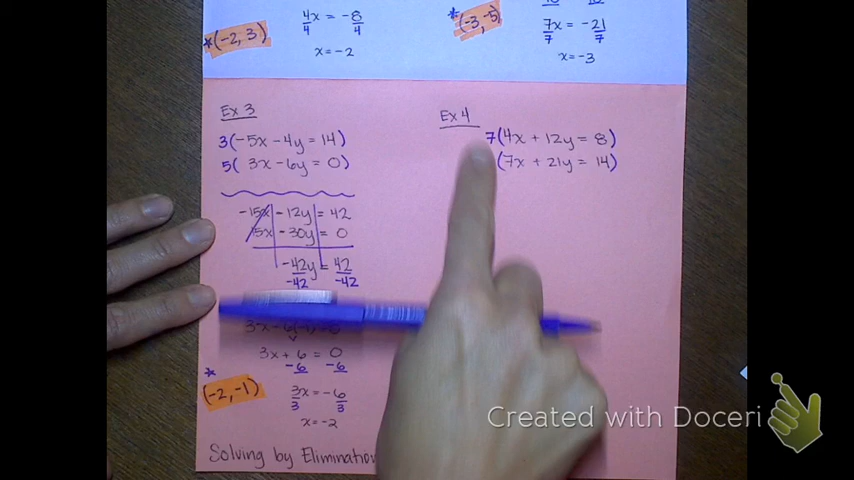 4x = -8
4 4
*(-2, 3)
x = -2
*(-3, -5)
7x = -21
7 7
x = -3
Ex 3
3(-5x - 4y = 14)
5( 3x - 6y = 0)
-15x - 12y = 42
15x - 30y = 0
-42y = 42
-42 -42
3x + 6 = 0
-6 -6
*
(-2, -1)
3x = -6
3 3
x = -2
Solving by Elimination
Ex 4
7(4x + 12y = 8)
(7x + 21y = 14)
Created with Doceri